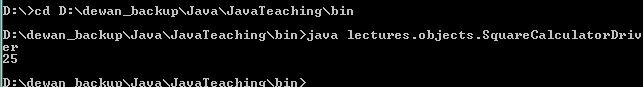 D:\>cd D:\dewan_backup\Java\JavaTeaching\bin
D:\dewan_backup\Java\JavaTeaching\bin>java lectures.objects.SquareCalculatorDriv
er
25
D:\dewan_backup\Java\JavaTeaching\bin>